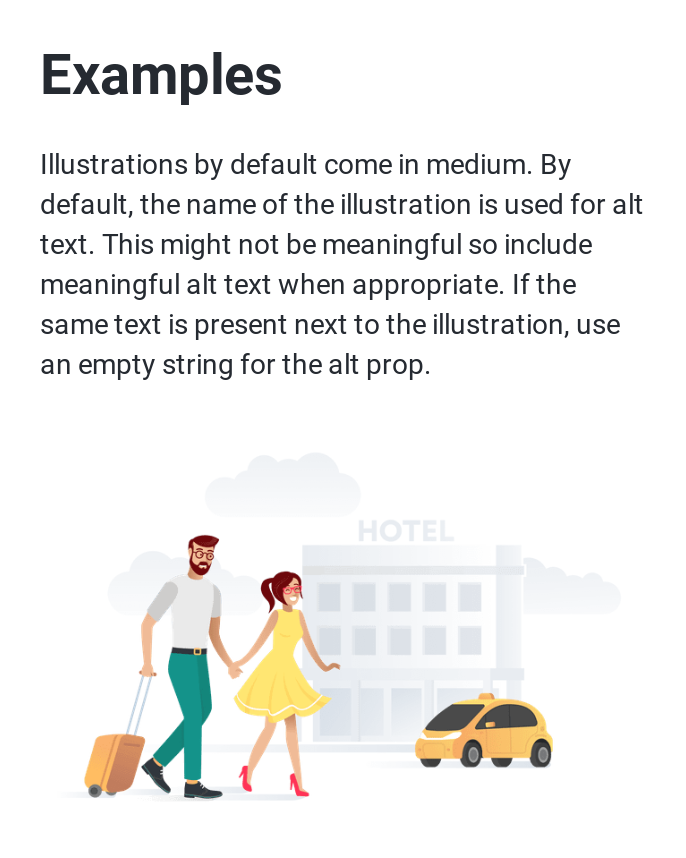 Examples
Illustrations by default come in medium. By
default, the name of the illustration is used for alt
text. This might not be meaningful so include
meaningful alt text when appropriate. If the
same text is present next to the illustration, use
an empty string for the alt prop.
HOTEL